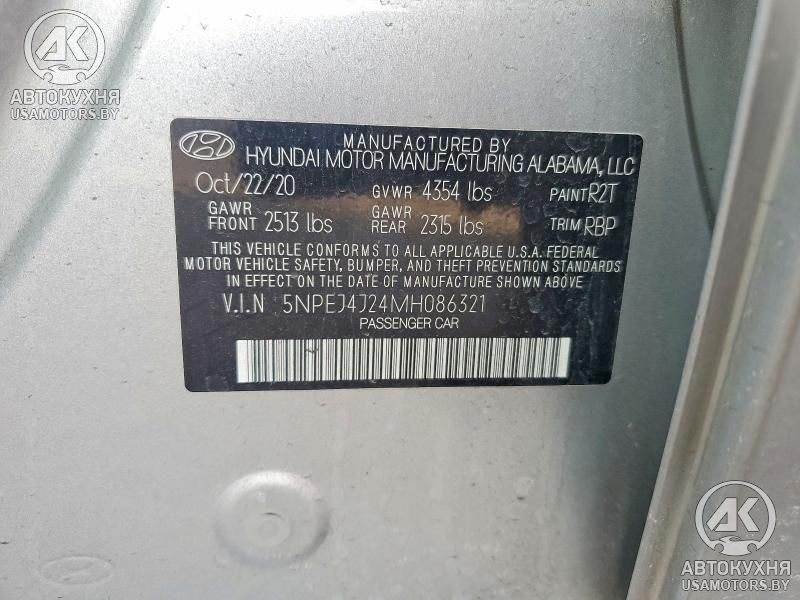 AK
АВТОКУХНЯ
USAMOTORS.BY
MANUFACTURED BY
HYUNDAI MOTOR MANUFACTURING ALABAMA, LLC
Oct/22/20 GVWR 4354 lbs PAINT R2T
GAWR FRONT 2513 lbs GAWR REAR 2315 lbs TRIM RBP
THIS VEHICLE CONFORMS TO ALL APPLICABLE U.S.A. FEDERAL
MOTOR VEHICLE SAFETY, BUMPER, AND THEFT PREVENTION STANDARDS
IN EFFECT ON THE DATE OF MANUFACTURE SHOWN ABOVE
V.I.N 5NPEJ4J24MH086321
PASSENGER CAR
AK
АВТОКУХНЯ
USAMOTORS.BY